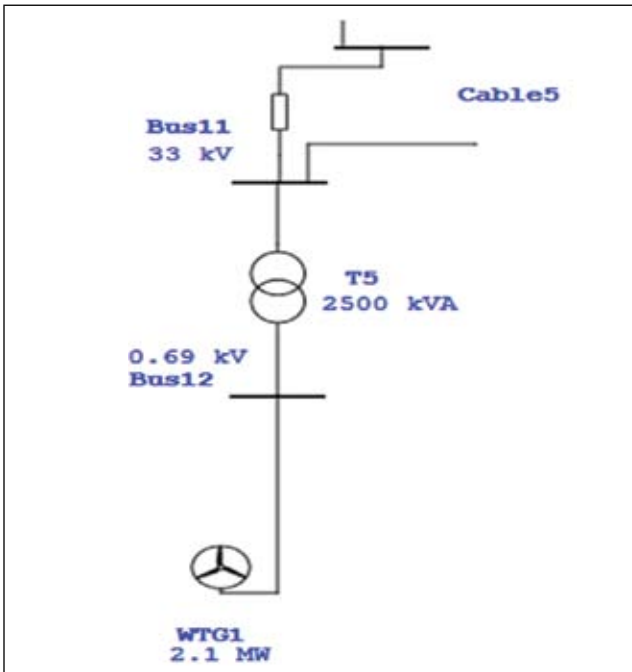 Cable5
Bus11
33 kV
T5
2500 kVA
0.69 kV
Bus12
WTG1
2.1 MW